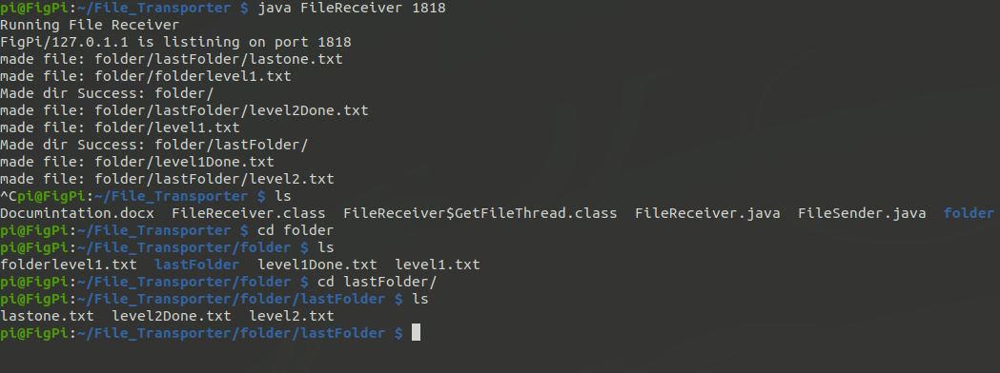 pi@FigPi:~/File_Transporter $ java FileReceiver 1818
Running File Receiver
FigPi/127.0.1.1 is listining on port 1818
made file: folder/lastFolder/lastone.txt
made file: folder/folderlevel1.txt
Made dir Success: folder/
made file: folder/lastFolder/level2Done.txt
made file: folder/level1.txt
Made dir Success: folder/lastFolder/
made file: folder/level1Done.txt
made file: folder/lastFolder/level2.txt
^Cpi@FigPi:~/File_Transporter $ ls
Documintation.docx  FileReceiver.class  FileReceiver$GetFileThread.class  FileReceiver.java  FileSender.java  folder
pi@FigPi:~/File_Transporter $ cd folder
pi@FigPi:~/File_Transporter/folder $ ls
folderlevel1.txt  lastFolder  level1Done.txt  level1.txt
pi@FigPi:~/File_Transporter/folder $ cd lastFolder/
pi@FigPi:~/File_Transporter/folder/lastFolder $ ls
lastone.txt  level2Done.txt  level2.txt
pi@FigPi:~/File_Transporter/folder/lastFolder $